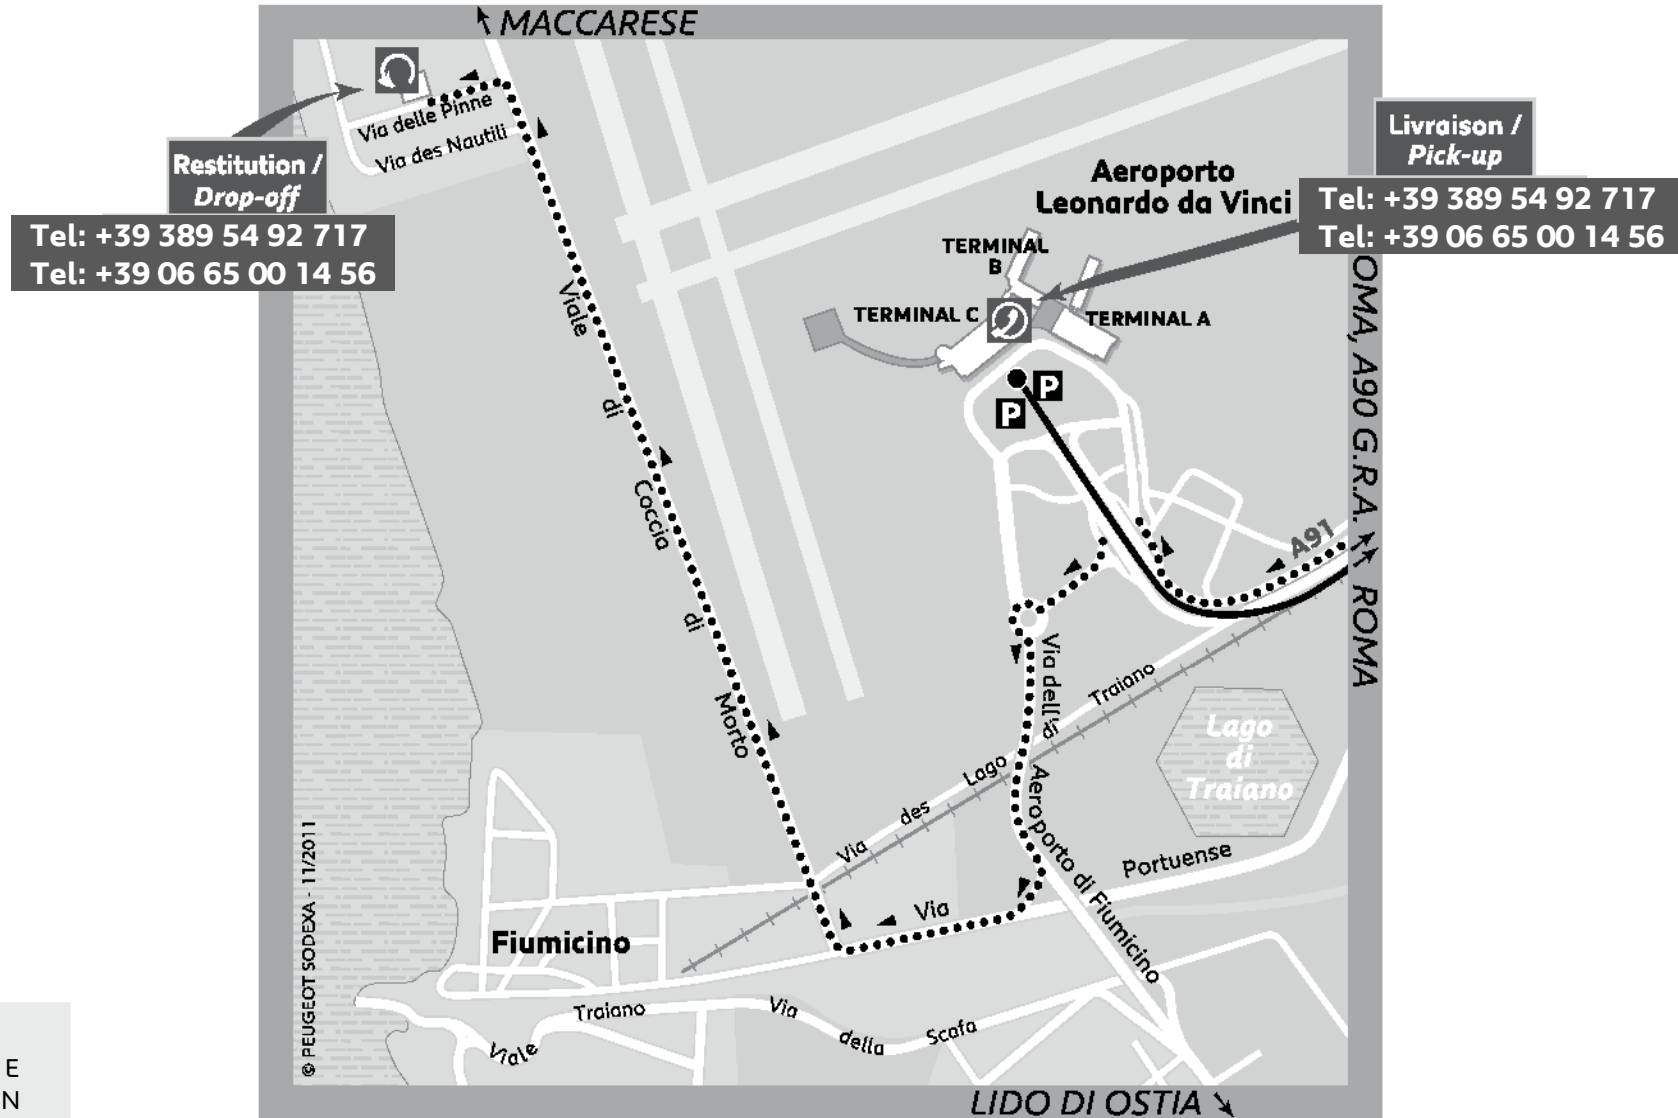 MACCARESE
Via delle Pinne
Via des Nautili
Restitution /
Drop-off
Tel: +39 389 54 92 717
Tel: +39 06 65 00 14 56
Livraison /
Pick-up
Tel: +39 389 54 92 717
Tel: +39 06 65 00 14 56
Aeroporto
Leonardo da Vinci
TERMINAL
B
TERMINAL C
TERMINAL A
P
P
OMA, A90 G.R.A.
ROMA
A91
Viale di Coccia di Morto
Via dell'Aeroporto di Fiumicino
Via des Lago di Traiano
Lago
di
Traiano
Via Portuense
Fiumicino
Viale Traiano
Via della Scafa
© PEUGEOT SODEXA - 11/2011
LIDO DI OSTIA
E
N